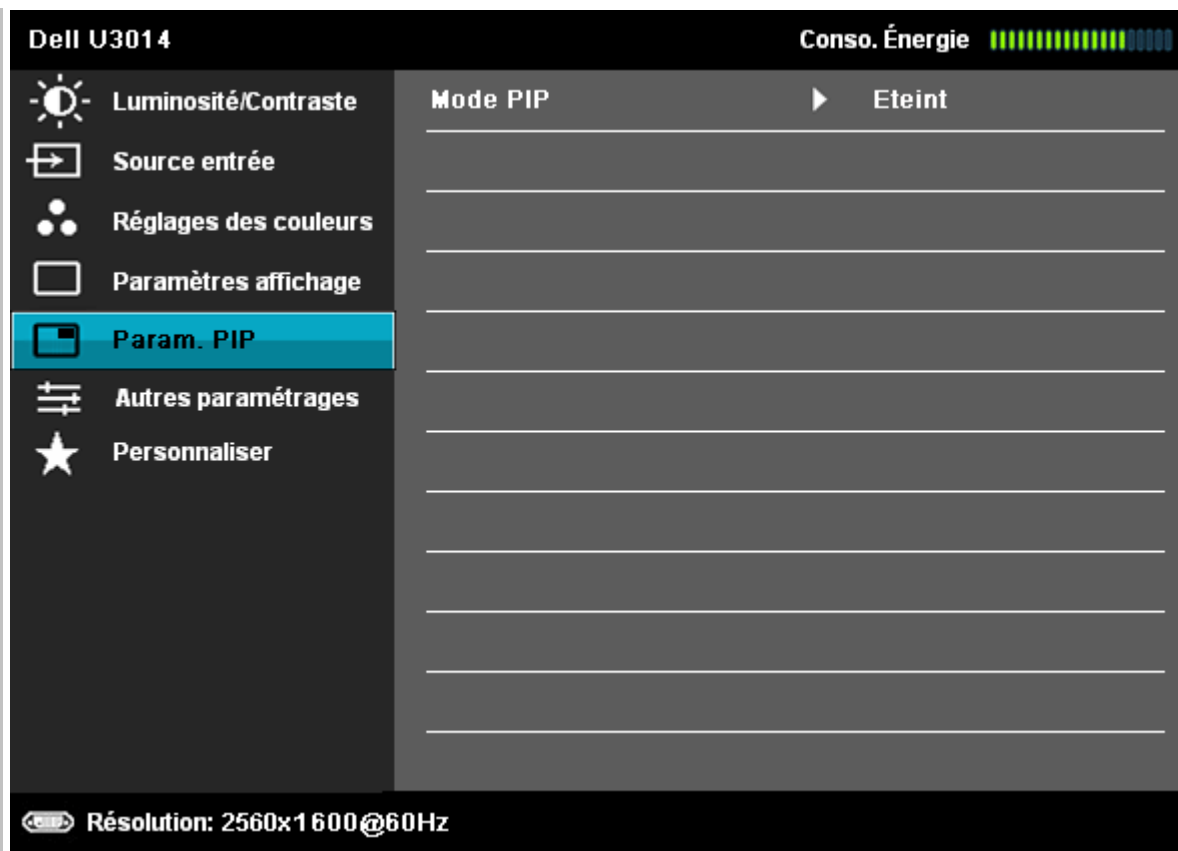 Dell U3014
Conso. Énergie
Luminosité/Contraste
Source entrée
Réglages des couleurs
Paramètres affichage
Param. PIP
Autres paramétrages
Personnaliser
Mode PIP Eteint
Résolution: 2560x1600@60Hz